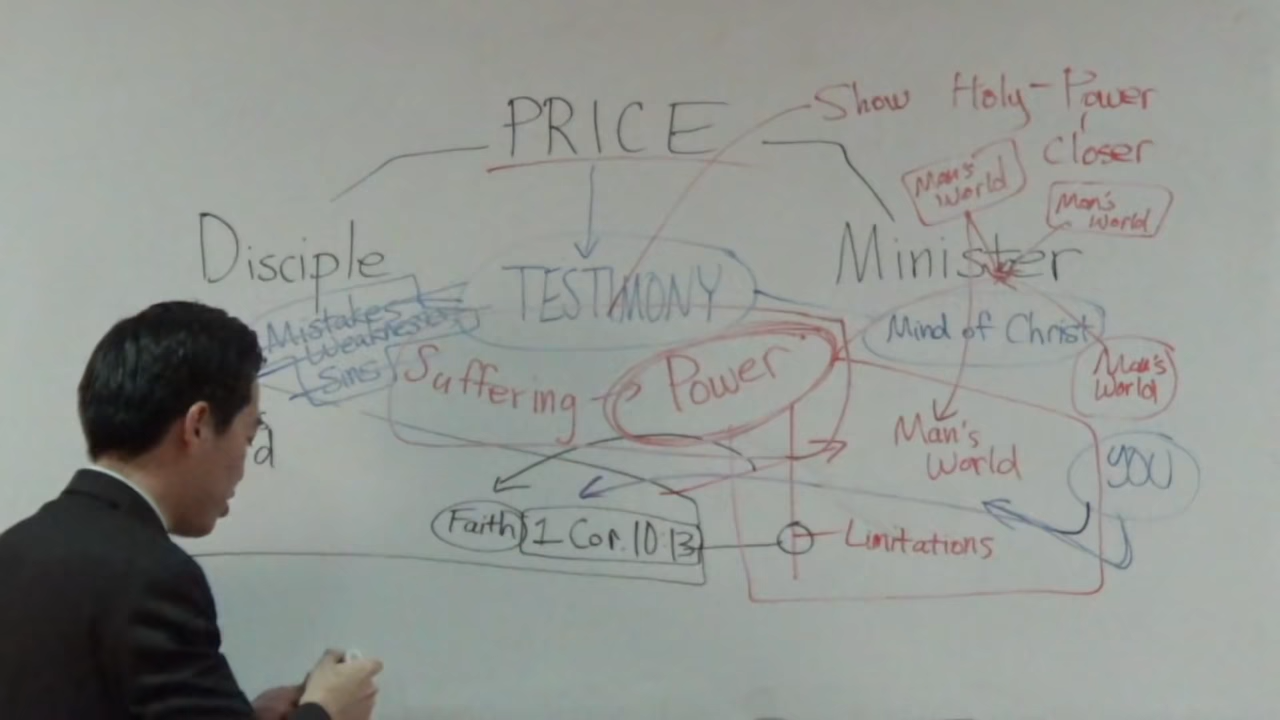 PRICE
Show Holy-Power
Closer
Man's
World
Man's
World
Disciple
TESTIMONY
Minister
Mistakes
Weaknesses
Sins
Mind of Christ
Suffering
Power
Man's
World
Man's
World
YOU
Faith
1 Cor. 10:13
Limitations